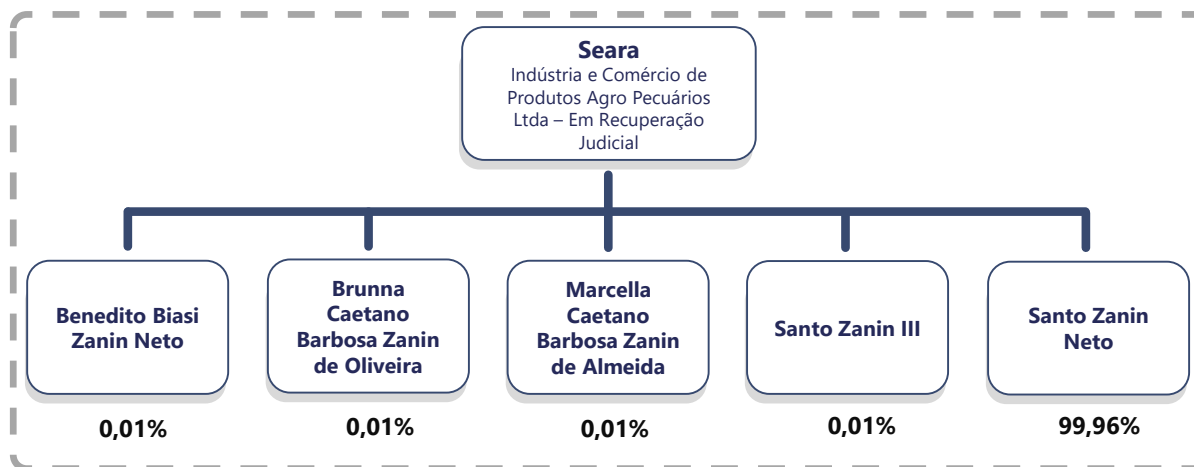 Seara
Indústria e Comércio de
Produtos Agro Pecuários
Ltda – Em Recuperação
Judicial
Benedito Biasi
Zanin Neto
0,01%
Brunna
Caetano
Barbosa Zanin
de Oliveira
0,01%
Marcella
Caetano
Barbosa Zanin
de Almeida
0,01%
Santo Zanin III
0,01%
Santo Zanin
Neto
99,96%